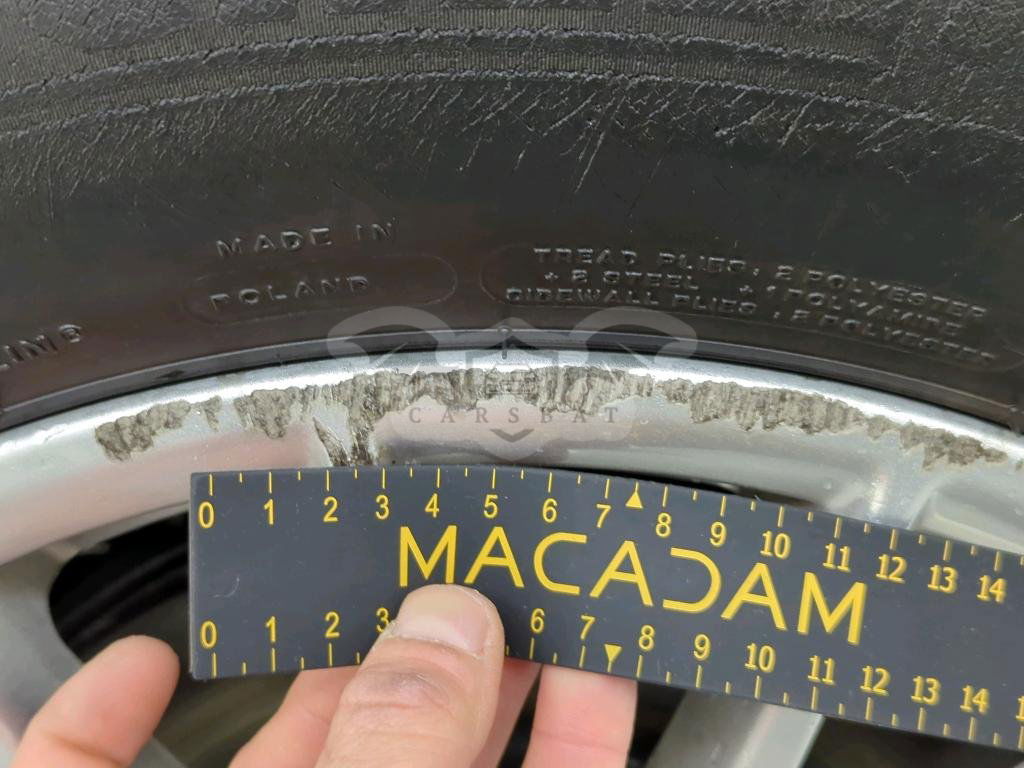 MADE IN
POLAND
TREAD PLIES: 2 POLYESTER
+ 2 STEEL + 1 POLYAMIDE
SIDEWALL PLIES: 2 POLYESTER
CARSBAT
0 1 2 3 4 5 6 7 8 9 10 11 12 13 14
MACADAM
0 1 2 3 6 7 8 9 10 11 12 13 14